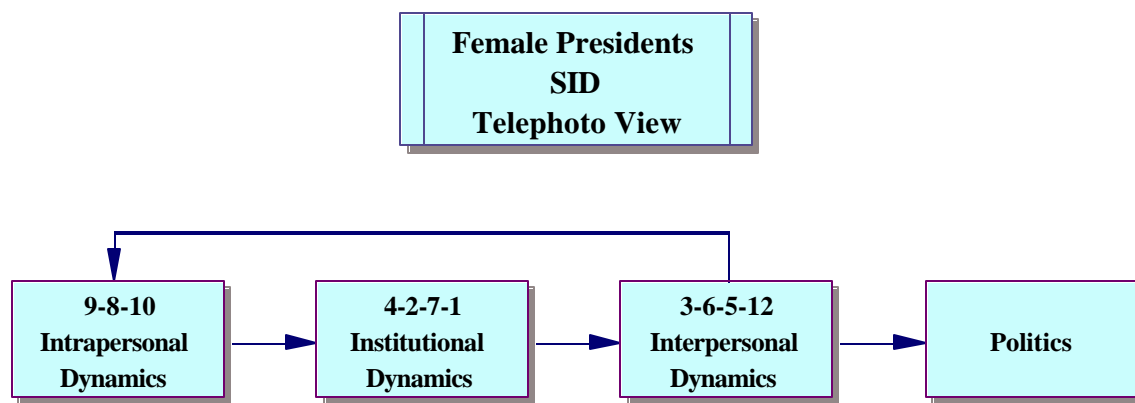 Female Presidents
SID
Telephoto View
9-8-10
Intrapersonal
Dynamics
4-2-7-1
Institutional
Dynamics
3-6-5-12
Interpersonal
Dynamics
Politics